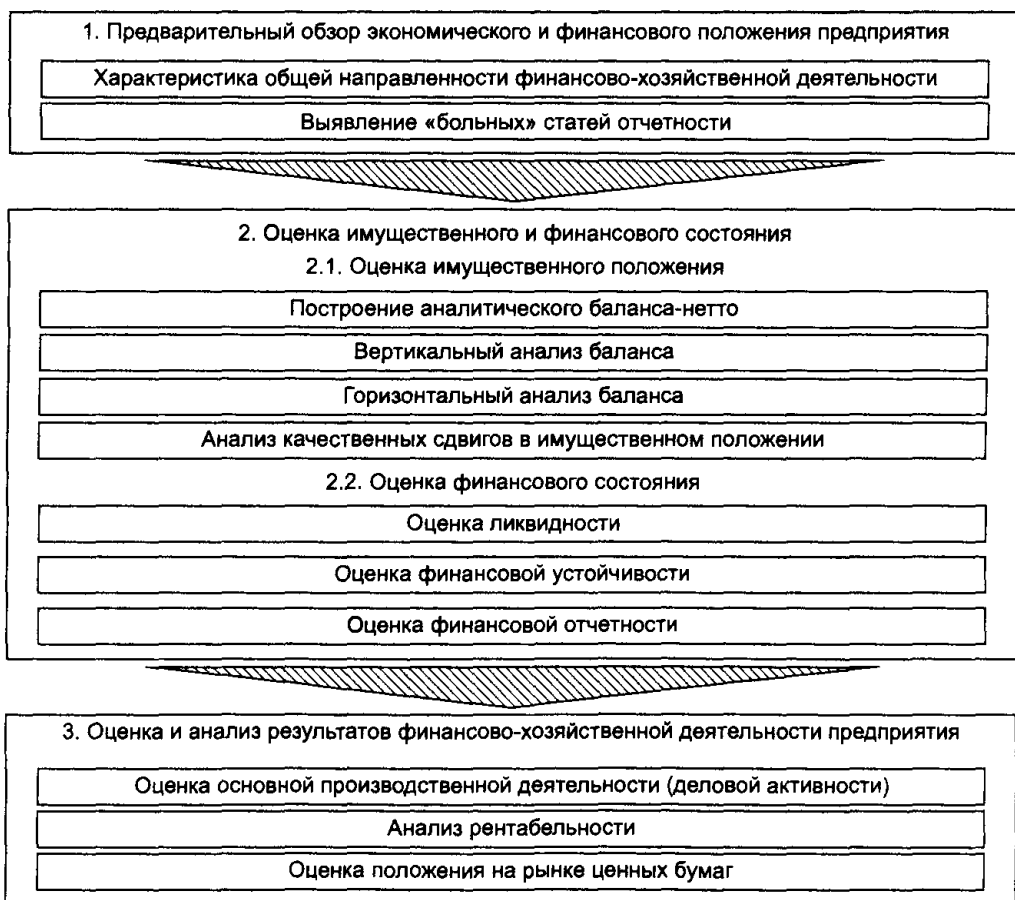 1. Предварительный обзор экономического и финансового положения предприятия
Характеристика общей направленности финансово-хозяйственной деятельности
Выявление «больных» статей отчетности
2. Оценка имущественного и финансового состояния
2.1. Оценка имущественного положения
Построение аналитического баланса-нетто
Вертикальный анализ баланса
Горизонтальный анализ баланса
Анализ качественных сдвигов в имущественном положении
2.2. Оценка финансового состояния
Оценка ликвидности
Оценка финансовой устойчивости
Оценка финансовой отчетности
3. Оценка и анализ результатов финансово-хозяйственной деятельности предприятия
Оценка основной производственной деятельности (деловой активности)
Анализ рентабельности
Оценка положения на рынке ценных бумаг